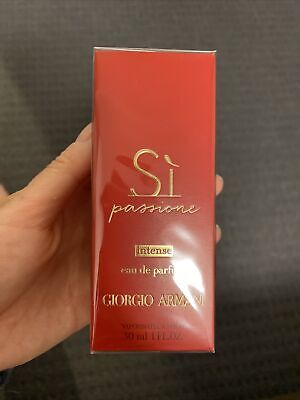 Sì
passione
intense
eau de parfum
GIORGIO ARMANI
30 ml 1 FL.OZ.